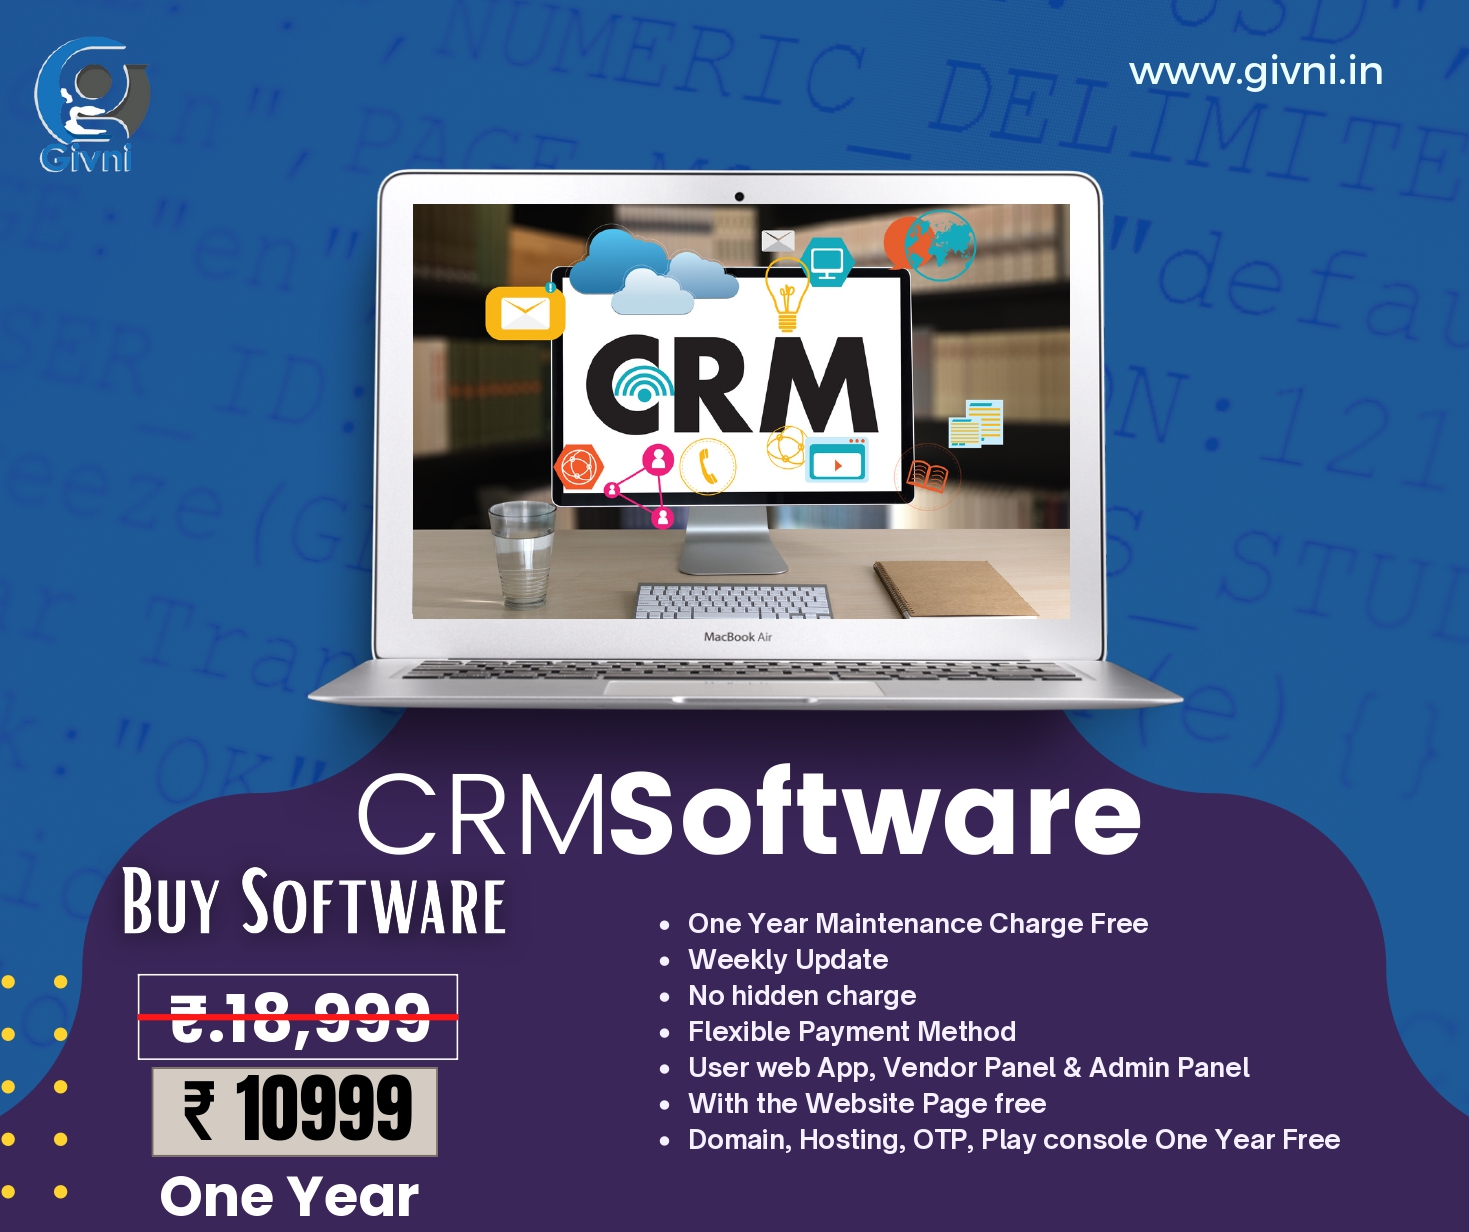 www.givni.in
Givni
CRM
MacBook Air
CRMSoftware
BUY SOFTWARE
₹.18,999
₹ 10999
One Year
• One Year Maintenance Charge Free
• Weekly Update
• No hidden charge
• Flexible Payment Method
• User web App, Vendor Panel & Admin Panel
• With the Website Page free
• Domain, Hosting, OTP, Play console One Year Free